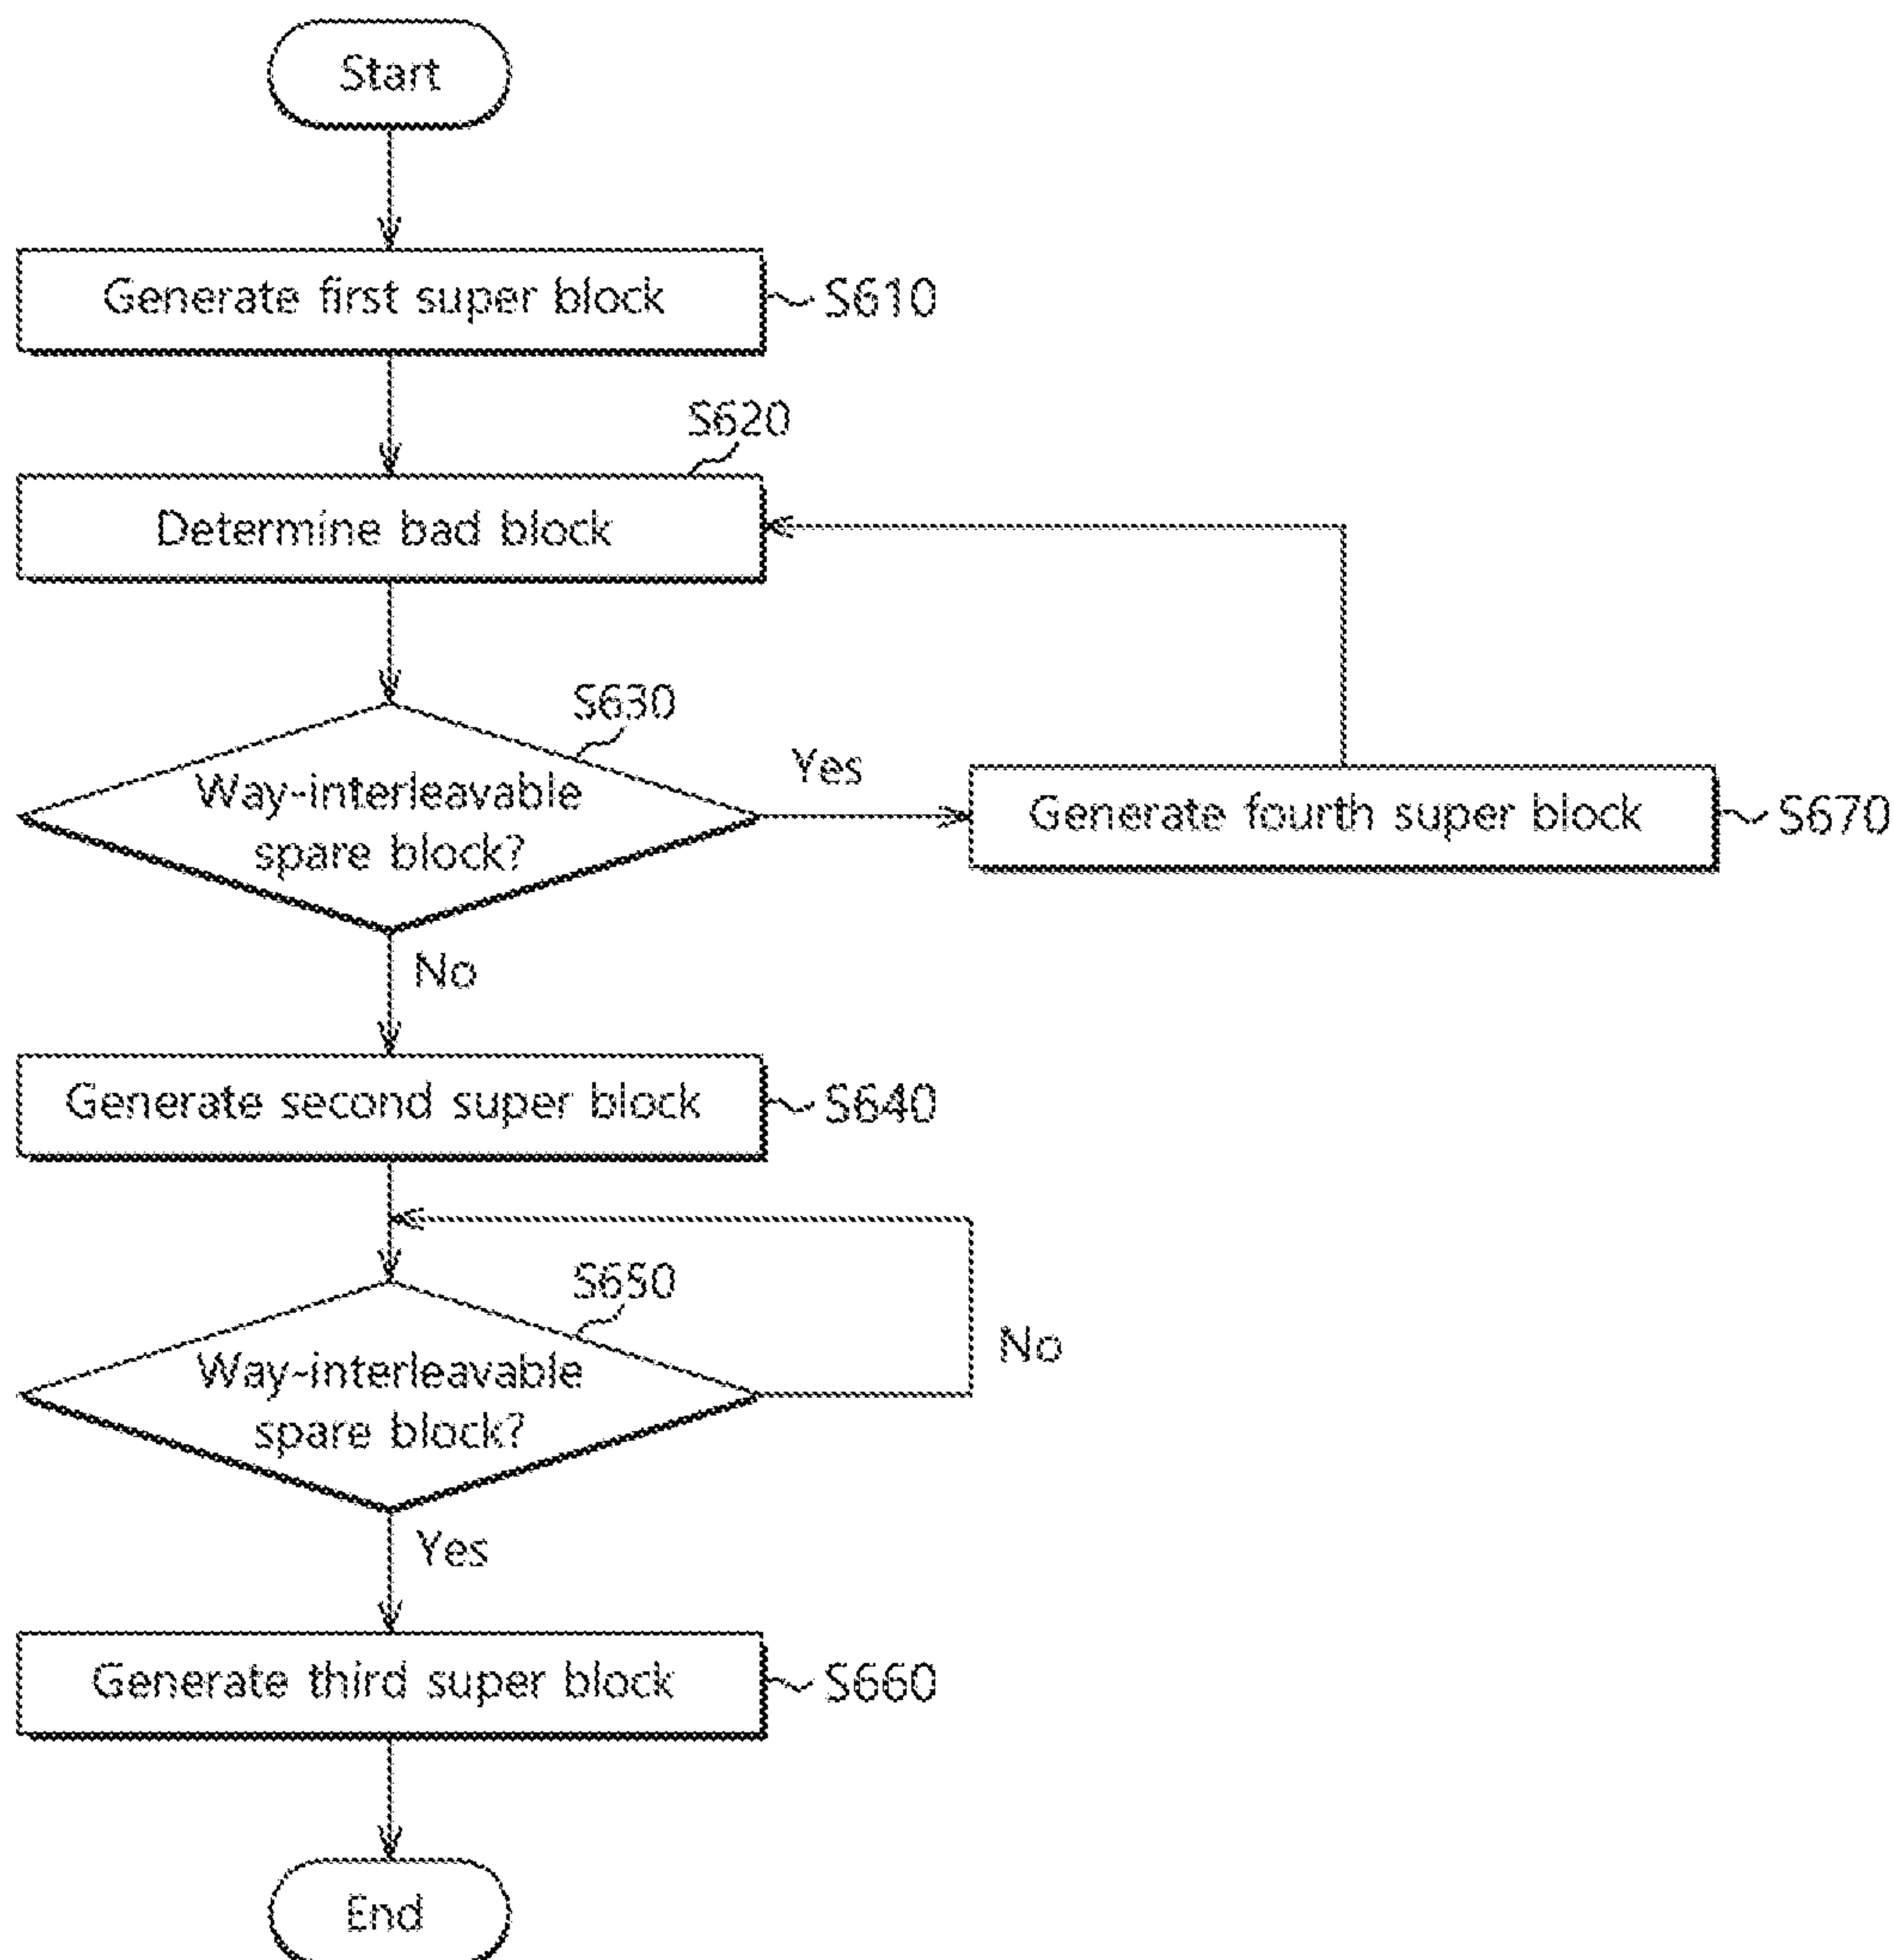 Start
Generate first super block
S610
S620
Determine bad block
S630
Way-interleavable
spare block?
Yes
Generate fourth super block
S670
No
Generate second super block
S640
S650
Way-interleavable
spare block?
No
Yes
Generate third super block
S660
End